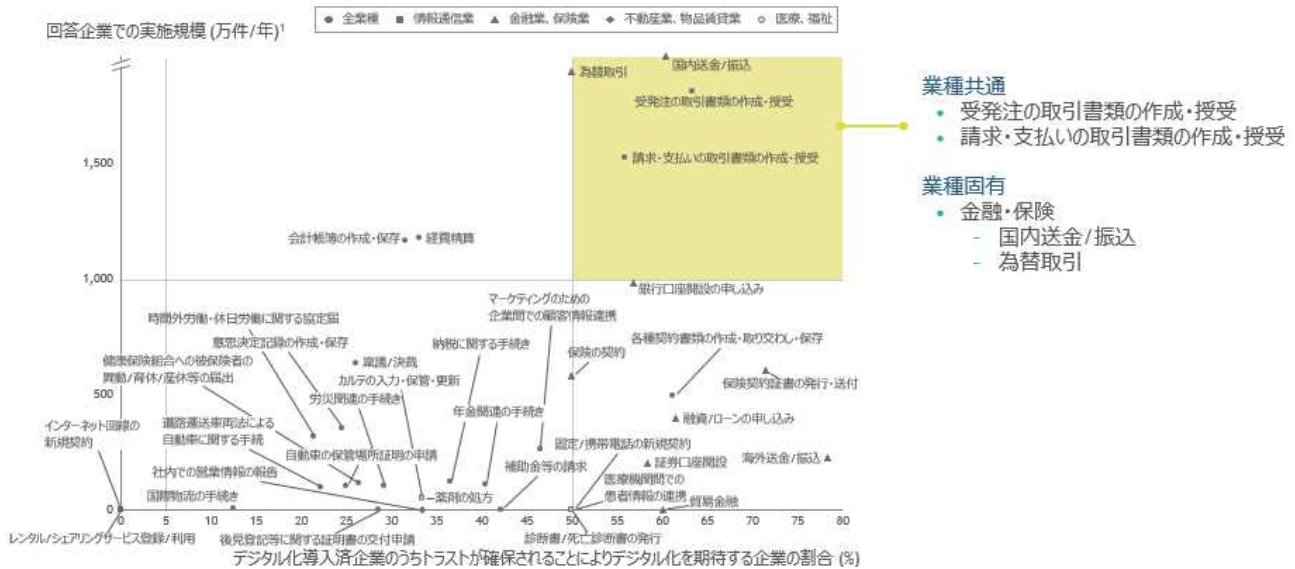 ● 全業種 ■ 情報通信業 ▲ 金融業、保険業 ◆ 不動産業、物品賃貸業 ○ 医療、福祉
回答企業での実施規模 (万件/年)¹
国内送金/振込
為替取引
受発注の取引書類の作成・授受
1,500
請求・支払いの取引書類の作成・授受
会計帳簿の作成・保存
経費精算
1,000
銀行口座開設の申し込み
マーケティングのための
企業間での顧客情報連携
時間外労働・休日労働に関する協定届
意思決定記録の作成・保存
納税に関する手続き
各種契約書類の作成・取り交わし・保存
保険の契約
健康保険組合への被保険者の
異動/育休/産休等の届出
稟議/決裁
カルテの入力・保管・更新
保険契約証書の発行・送付
500
労災関連の手続き
年金関連の手続き
融資/ローンの申し込み
インターネット回線の
新規契約
道路運送車両法による
自動車に関する手続
固定/携帯電話の新規契約
自動車の保管場所証明の申請
補助金等の請求
証券口座開設
海外送金/振込
社内での営業情報の報告
医療機関間での
患者情報の連携
国際物流の手続き
薬剤の処方
貿易金融
0
0 5 10 15 20 25 30 35 40 45 50 55 60 65 70 75 80
レンタル/シェアリングサービス登録/利用
後見登記等に関する証明書の交付申請
診断書/死亡診断書の発行
デジタル化導入済企業のうちトラストが確保されることによりデジタル化を期待する企業の割合 (%)
業種共通
• 受発注の取引書類の作成・授受
• 請求・支払いの取引書類の作成・授受
業種固有
• 金融・保険
- 国内送金/振込
- 為替取引